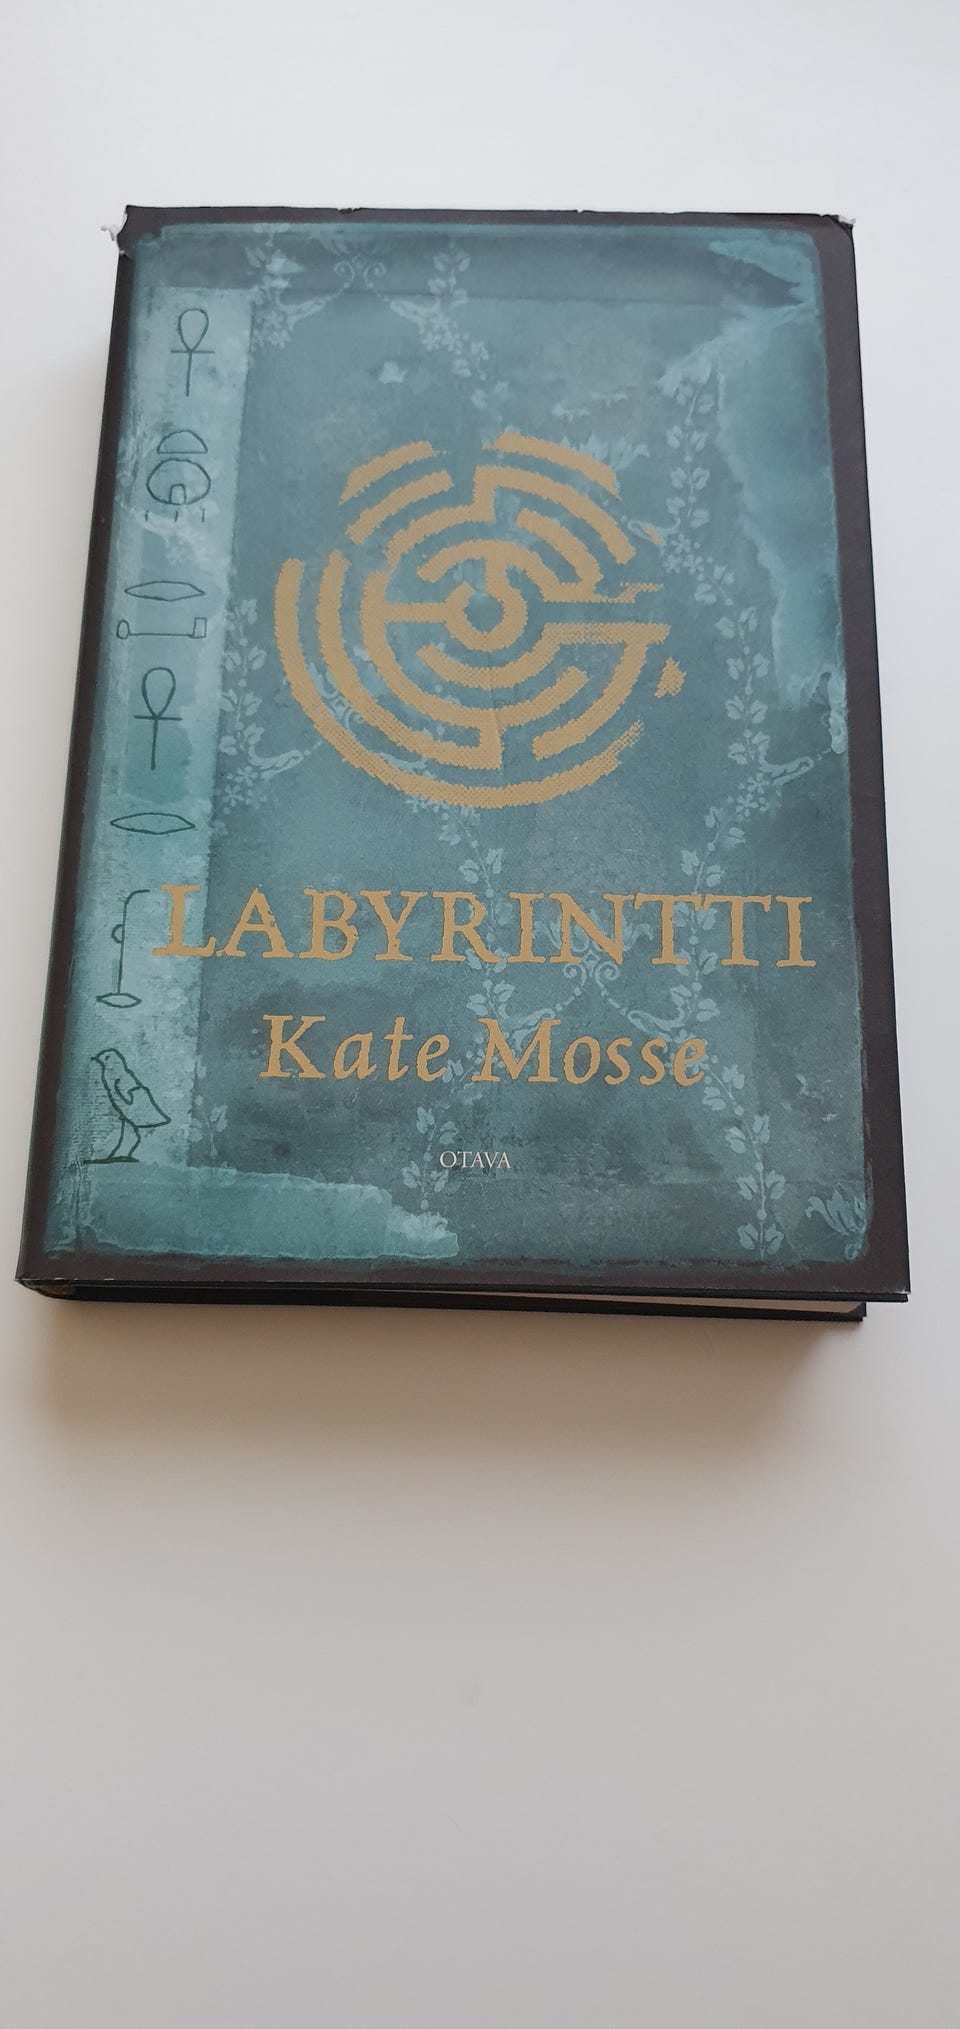 LABYRINTTI
Kate Mosse
OTAVA